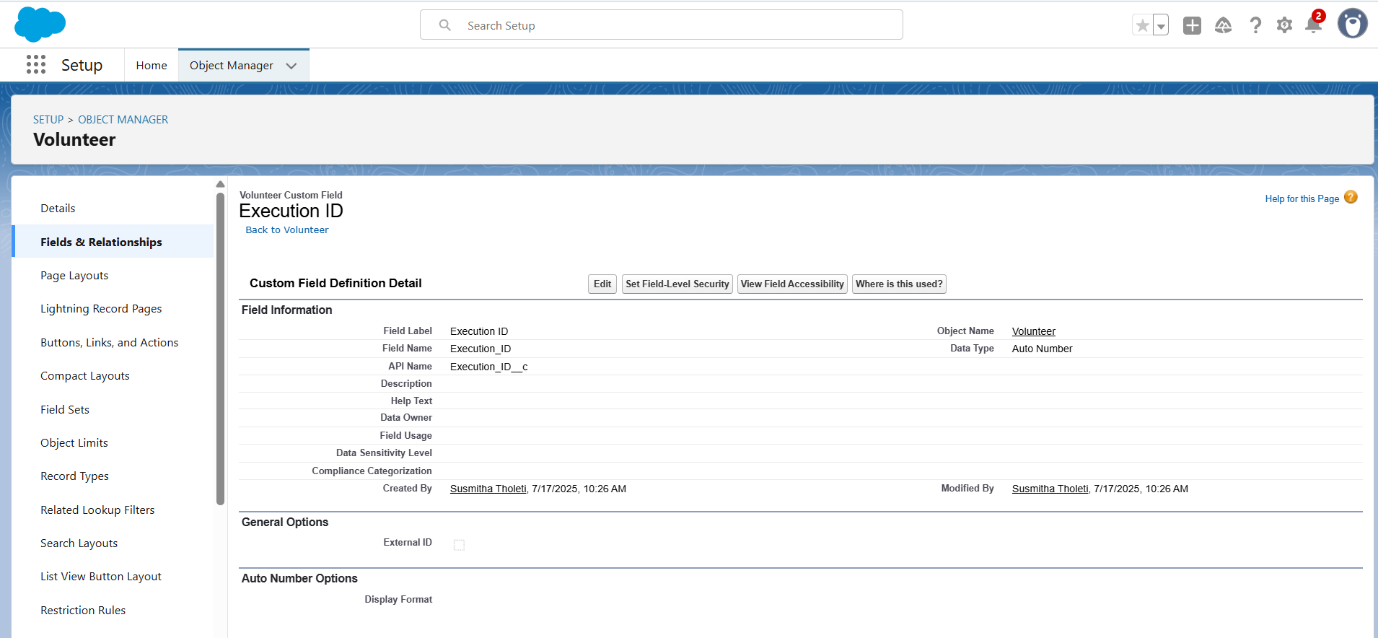 Search Setup
2
Setup
Home
Object Manager
SETUP > OBJECT MANAGER
Volunteer
Details
Fields & Relationships
Page Layouts
Lightning Record Pages
Buttons, Links, and Actions
Compact Layouts
Field Sets
Object Limits
Record Types
Related Lookup Filters
Search Layouts
List View Button Layout
Restriction Rules
Volunteer Custom Field
Execution ID
Back to Volunteer
Help for this Page ?
Custom Field Definition Detail
Edit Set Field-Level Security View Field Accessibility Where is this used?
Field Information
Field Label Execution ID Object Name Volunteer
Field Name Execution_ID Data Type Auto Number
API Name Execution_ID__c
Description
Help Text
Data Owner
Field Usage
Data Sensitivity Level
Compliance Categorization
Created By Susmitha Tholeti, 7/17/2025, 10:26 AM Modified By Susmitha Tholeti, 7/17/2025, 10:26 AM
General Options
External ID
Auto Number Options
Display Format